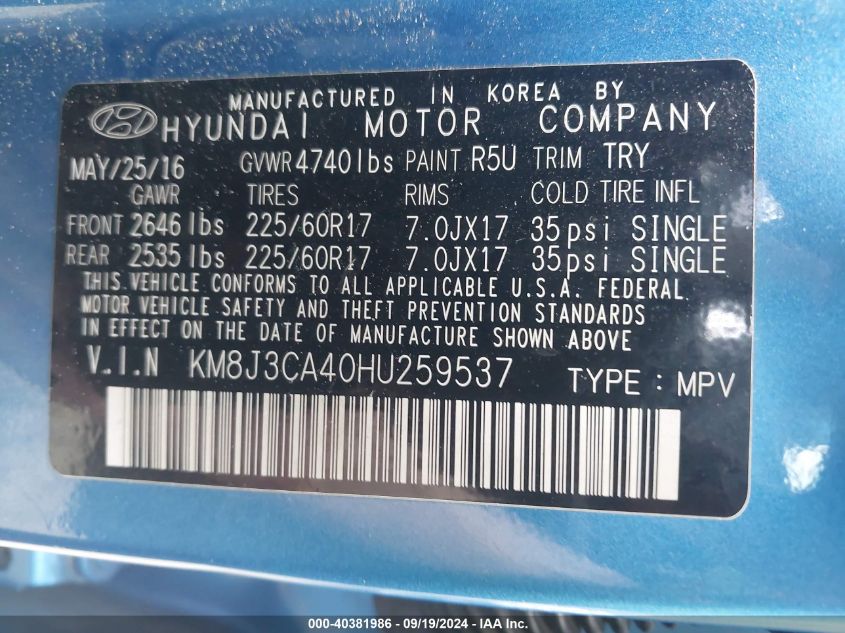 MANUFACTURED IN KOREA BY
HYUNDAI MOTOR COMPANY
MAY/25/16 GVWR 4740 lbs PAINT R5U TRIM TRY
GAWR TIRES RIMS COLD TIRE INFL
FRONT 2646 lbs 225/60R17 7.0JX17 35 psi SINGLE
REAR 2535 lbs 225/60R17 7.0JX17 35psi SINGLE
THIS VEHICLE CONFORMS TO ALL APPLICABLE U.S.A. FEDERAL
MOTOR VEHICLE SAFETY AND THEFT PREVENTION STANDARDS
IN EFFECT ON THE DATE OF MANUFACTURE SHOWN ABOVE
V.I.N KM8J3CA40HU259537 TYPE : MPV
000-40381986 - 09/19/2024 - IAA Inc.